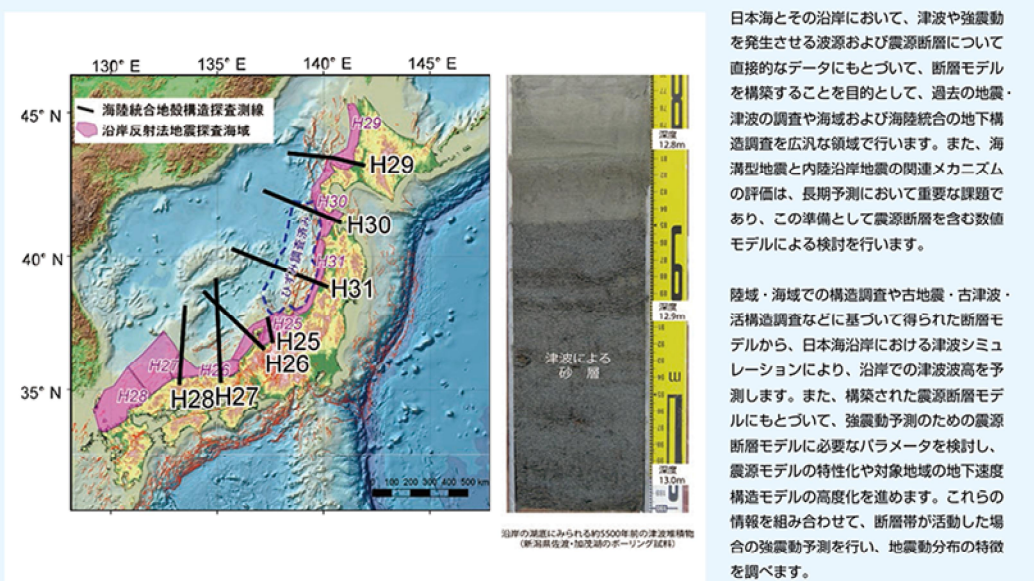 130° E
135° E
140° E
145° E
45° N
40° N
35° N
海陸統合地殻構造探査測線
沿岸反射法地震探査海域
H29
H29
H30
H30
ひずみ調査済み
H31
H31
H25
H25
H26
H26
H27
H28
H28H27
0 100 200 300 400 500 km
深度
12.8m
深度
12.9m
深度
13.0m
津波による
砂 層
沿岸の湖底にみられる約5500年前の津波堆積物
(新潟県佐渡・加茂湖のボーリング試料)
日本海とその沿岸において、津波や強震動
を発生させる波源および震源断層について
直接的なデータにもとづいて、断層モデル
を構築することを目的として、過去の地震・
津波の調査や海域および海陸統合の地下構
造調査を広汎な領域で行います。また、海
溝型地震と内陸沿岸地震の関連メカニズム
の評価は、長期予測において重要な課題で
あり、この準備として震源断層を含む数値
モデルによる検討を行います。
陸域・海域での構造調査や古地震・古津波・
活構造調査などに基づいて得られた断層モ
デルから、日本海沿岸における津波シミュ
レーションにより、沿岸での津波波高を予
測します。また、構築された震源断層モデ
ルにもとづいて、強震動予測のための震源
断層モデルに必要なパラメータを検討し、
震源モデルの特性化や対象地域の地下速度
構造モデルの高度化を進めます。これらの
情報を組み合わせて、断層帯が活動した場
合の強震動予測を行い、地震動分布の特徴
を調べます。